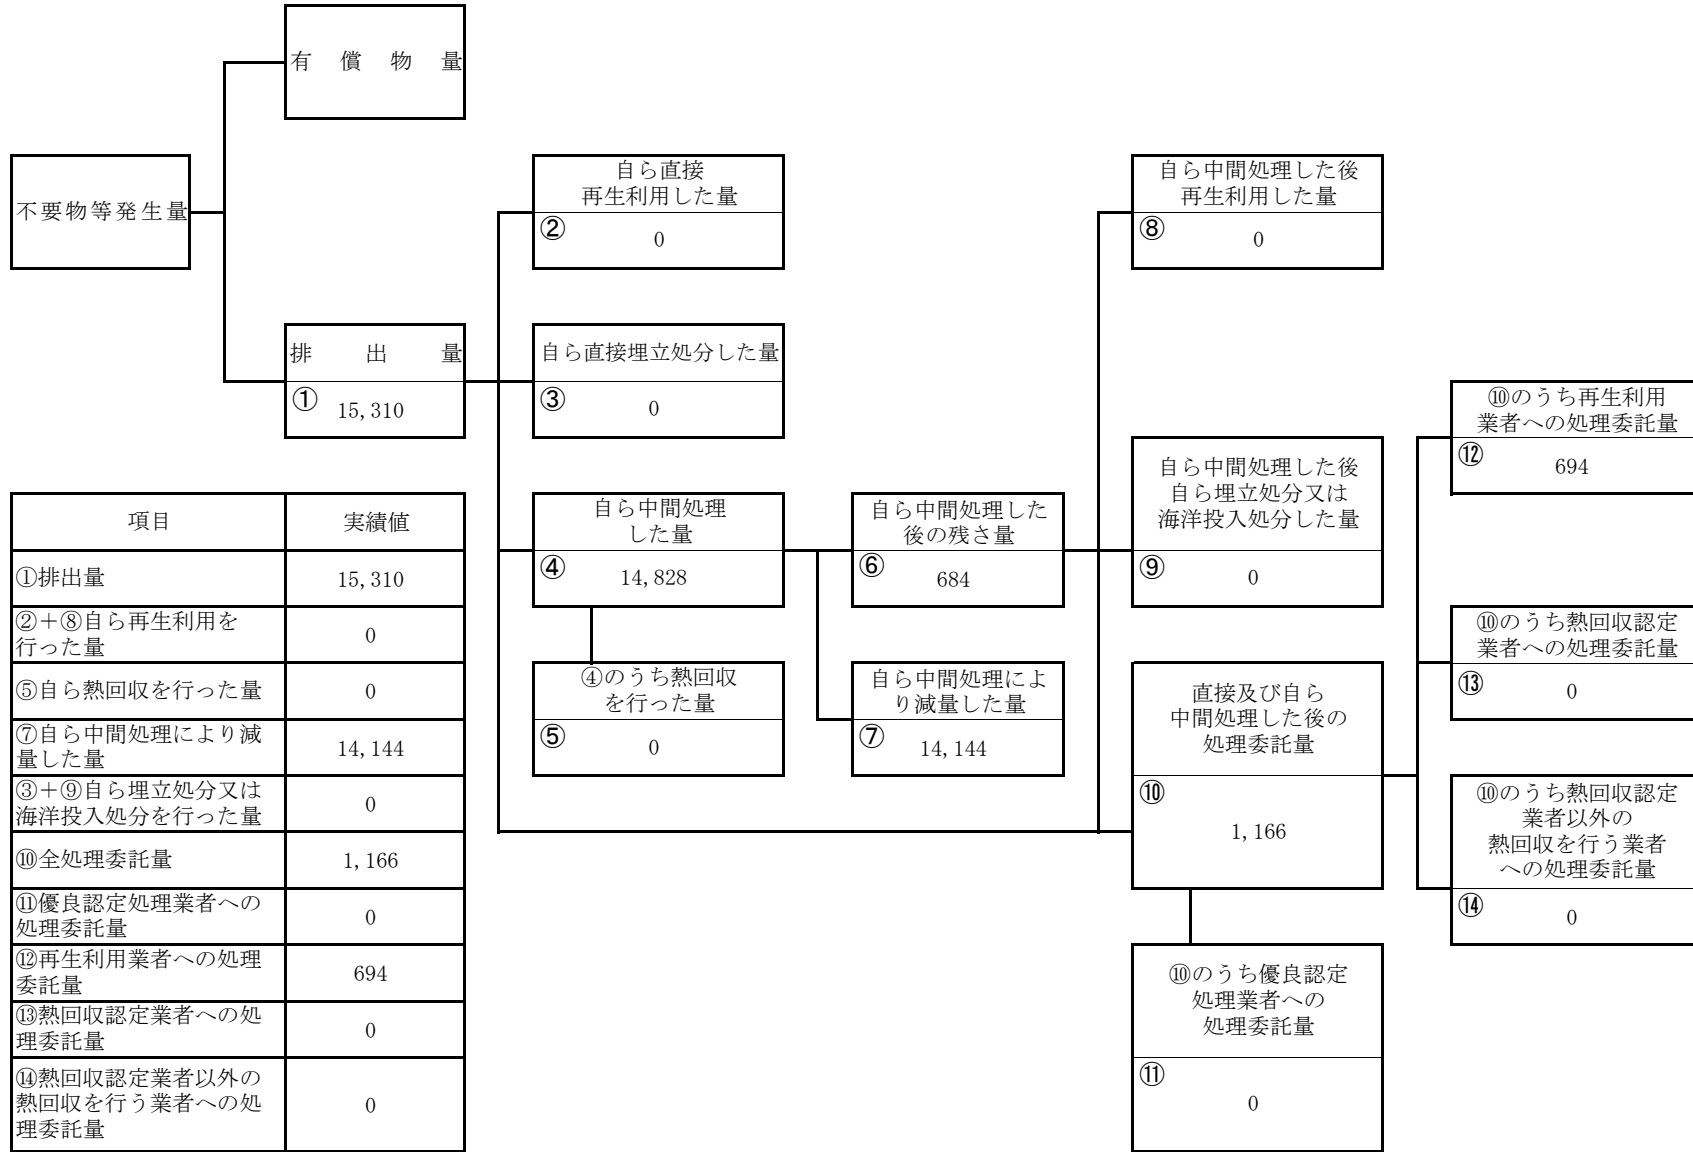 有償物量
不要物等発生量
排出量
① 15,310
自ら直接
再生利用した量
② 0
自ら直接埋立処分した量
③ 0
自ら中間処理
した量
④ 14,828
④のうち熱回収
を行った量
⑤ 0
自ら中間処理した
後の残さ量
⑥ 684
自ら中間処理によ
り減量した量
⑦ 14,144
自ら中間処理した後
再生利用した量
⑧ 0
自ら中間処理した後
自ら埋立処分又は
海洋投入処分した量
⑨ 0
直接及び自ら
中間処理した後の
処理委託量
⑩
1,166
⑩のうち優良認定
処理業者への
処理委託量
⑪
0
⑩のうち再生利用
業者への処理委託量
⑫ 694
⑩のうち熱回収認定
業者への処理委託量
⑬ 0
⑩のうち熱回収認定
業者以外の
熱回収を行う業者
への処理委託量
⑭ 0
項目 実績値
①排出量 15,310
②＋⑧自ら再生利用を
行った量 0
⑤自ら熱回収を行った量 0
⑦自ら中間処理により減
量した量 14,144
③＋⑨自ら埋立処分又は
海洋投入処分を行った量 0
⑩全処理委託量 1,166
⑪優良認定処理業者への
処理委託量 0
⑫再生利用業者への処理
委託量 694
⑬熱回収認定業者への処
理委託量 0
⑭熱回収認定業者以外の
熱回収を行う業者への処
理委託量 0